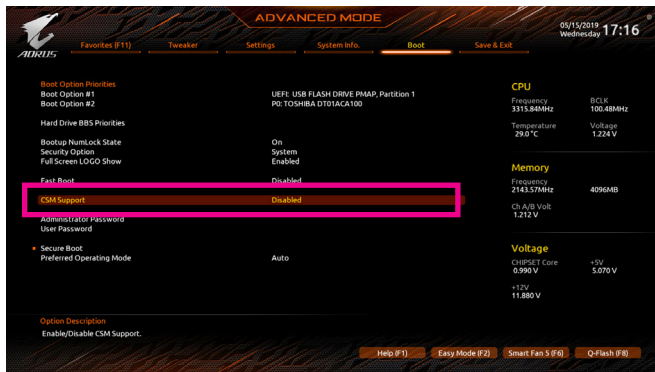 ADVANCED MODE
05/15/2019
Wednesday 17:16
AORUS
Favorites (F11) Tweaker Settings System Info. Boot Save & Exit
Boot Option Priorities
Boot Option #1 UEFI: USB FLASH DRIVE PMAP, Partition 1
Boot Option #2 P0: TOSHIBA DT01ACA100
Hard Drive BBS Priorities
Bootup NumLock State On
Security Option System
Full Screen LOGO Show Enabled
Fast Boot Disabled
CSM Support Disabled
Administrator Password
User Password
Secure Boot
Preferred Operating Mode Auto
CPU
Frequency BCLK
3315.84MHz 100.48MHz
Temperature Voltage
29.0 °C 1.224 V
Memory
Frequency
2143.57MHz 4096MB
Ch A/B Volt
1.212 V
Voltage
CHIPSET Core +5V
0.990 V 5.070 V
+12V
11.880 V
Option Description
Enable/Disable CSM Support.
Help (F1) Easy Mode (F2) Smart Fan 5 (F6) Q-Flash (F8)